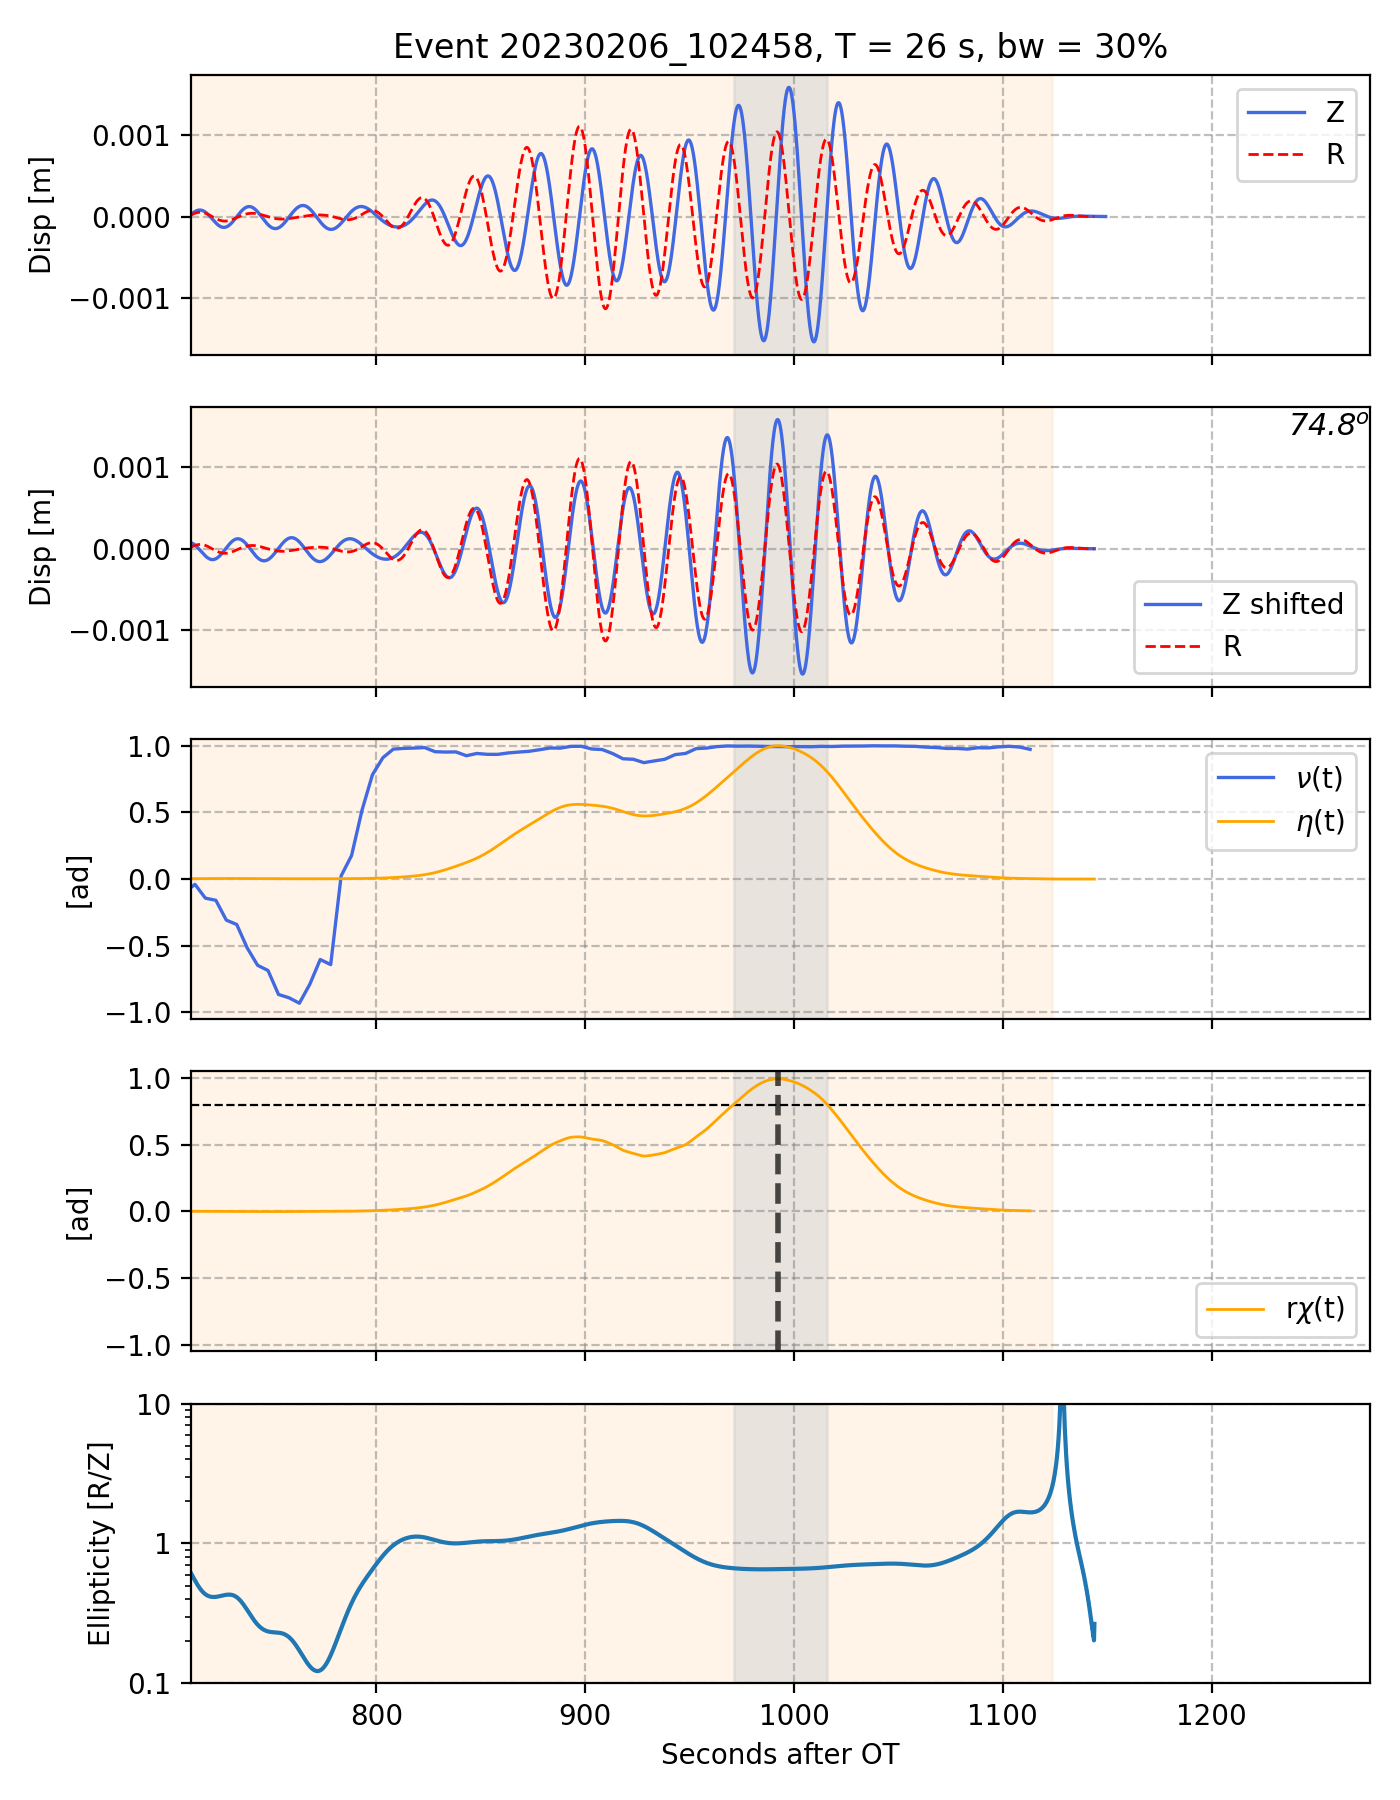 Event 20230206_102458, T = 26 s, bw = 30%
Disp [m]
0.001
0.000
−0.001
Z
R
Disp [m]
0.001
0.000
−0.001
74.8°
Z shifted
R
[ad]
1.0
0.5
0.0
−0.5
−1.0
ν(t)
η(t)
[ad]
1.0
0.5
0.0
−0.5
−1.0
rχ(t)
Ellipticity [R/Z]
10
1
0.1
800
900
1000
1100
1200
Seconds after OT